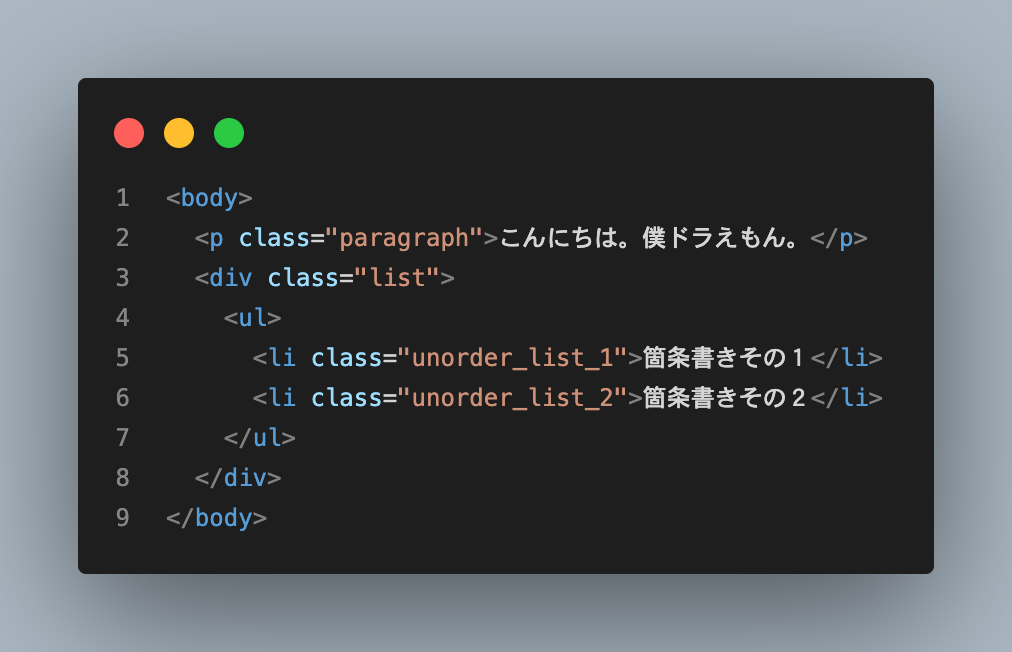 1 <body>
2   <p class="paragraph">こんにちは。僕ドラえもん。</p>
3   <div class="list">
4     <ul>
5       <li class="unorder_list_1">箇条書きその１</li>
6       <li class="unorder_list_2">箇条書きその２</li>
7     </ul>
8   </div>
9 </body>